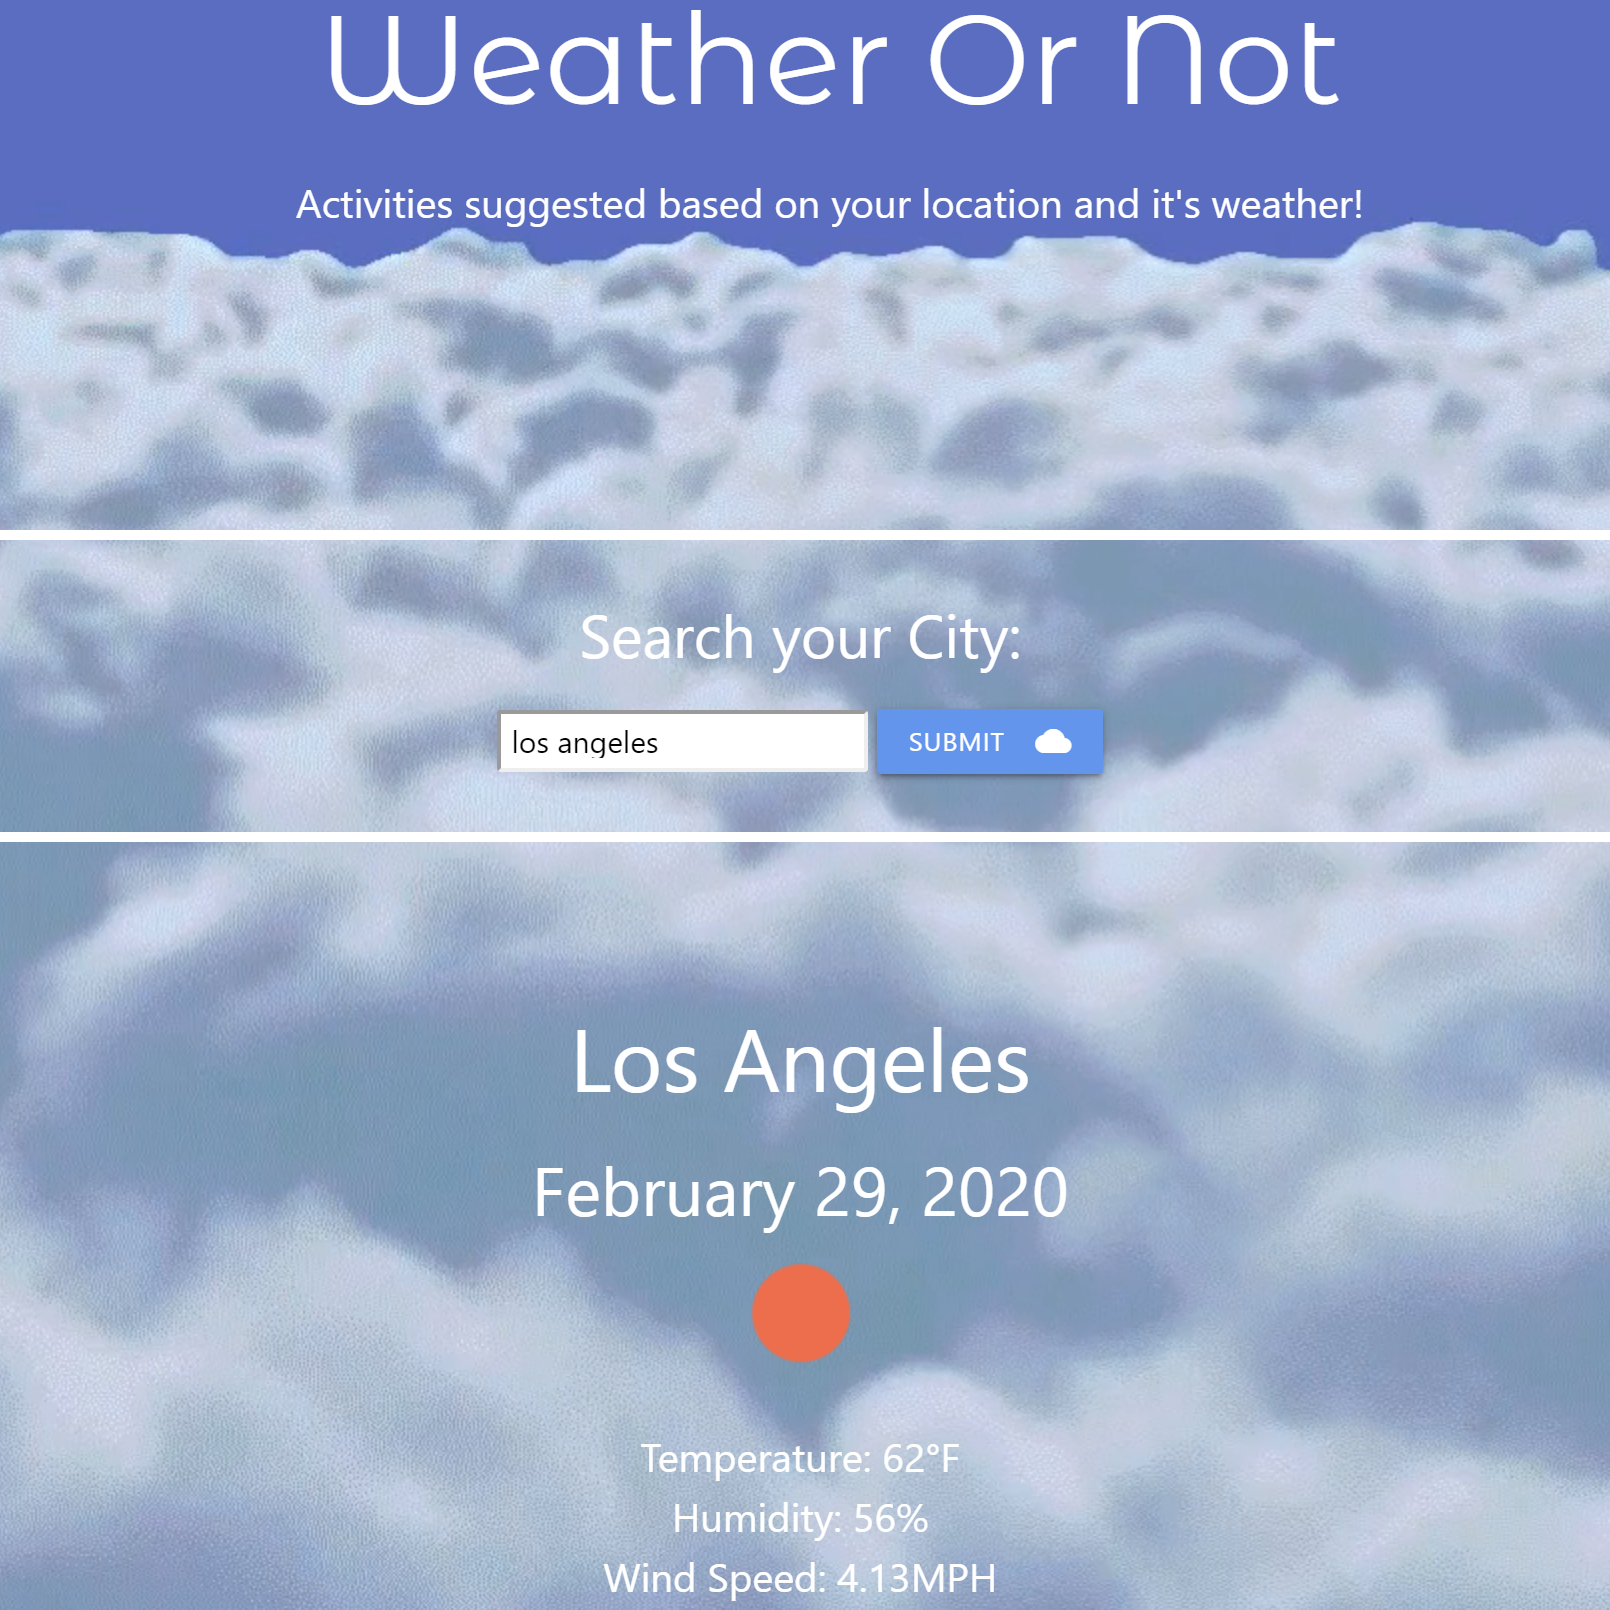 Weather Or Not
Activities suggested based on your location and it's weather!
Search your City:
los angeles
SUBMIT
Los Angeles
February 29, 2020
Temperature: 62°F
Humidity: 56%
Wind Speed: 4.13MPH